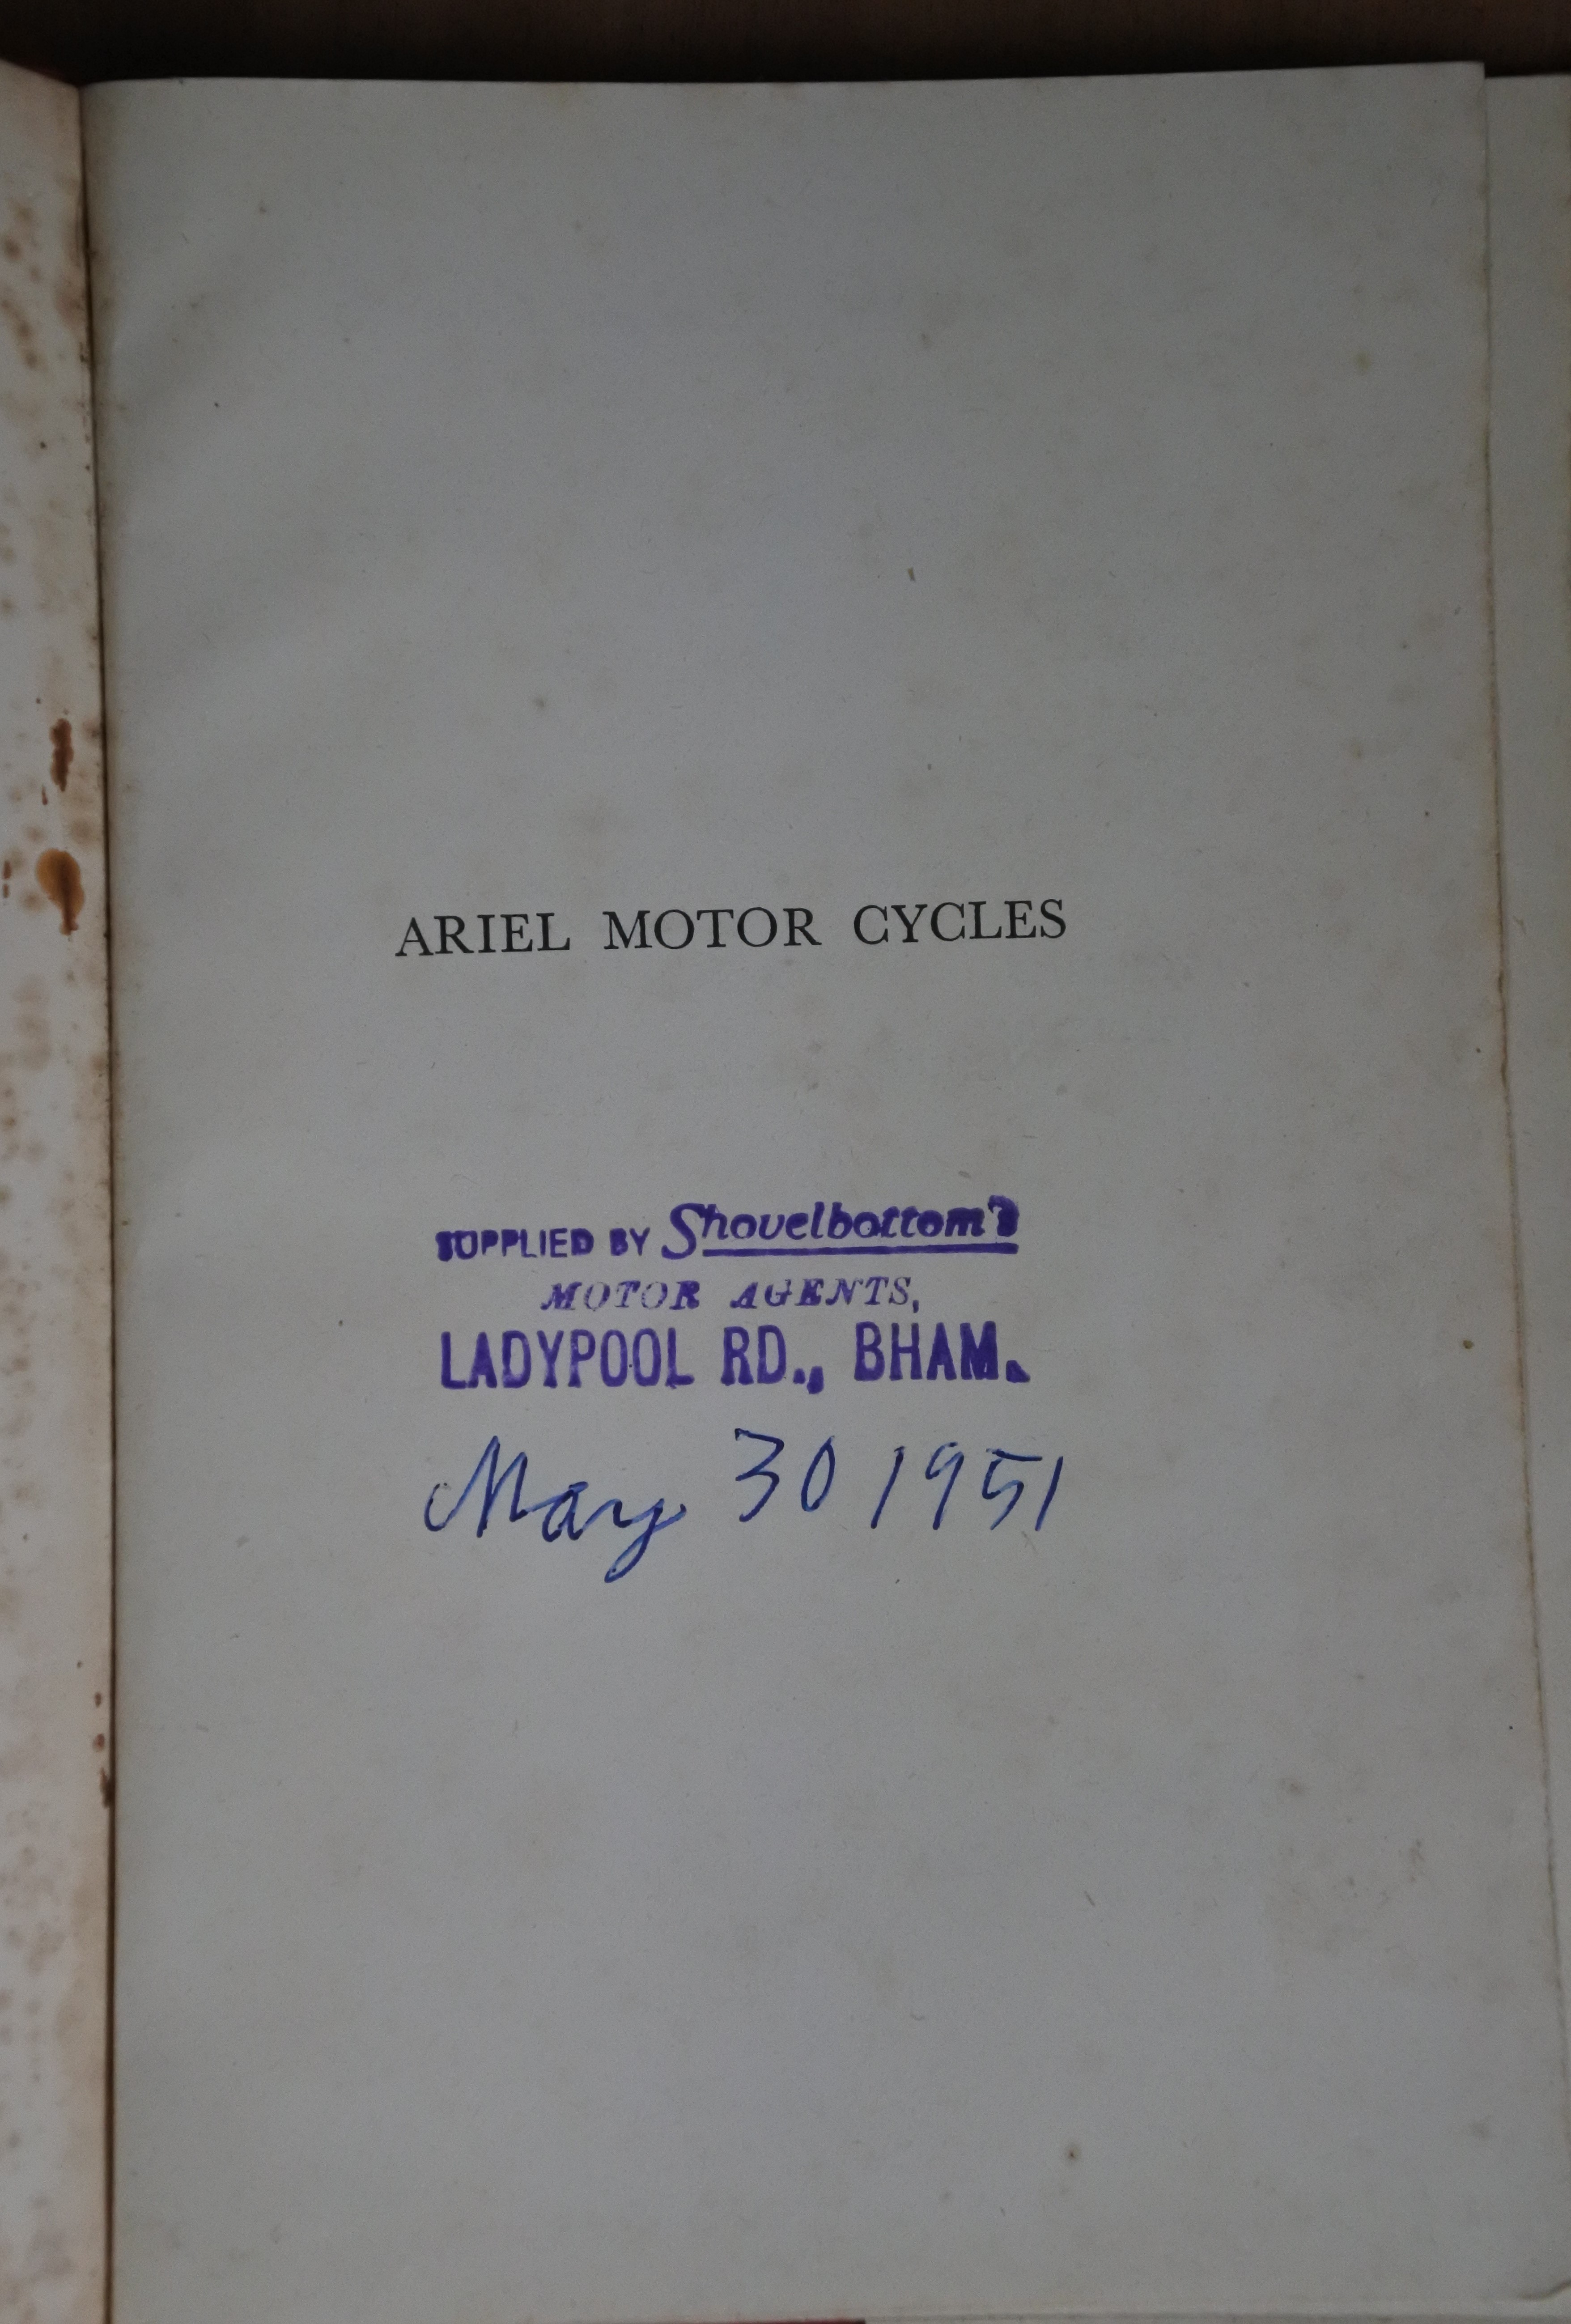 ARIEL MOTOR CYCLES
SUPPLIED BY Shovelbottom's
MOTOR AGENTS,
LADYPOOL RD., BHAM.
May 30 1951